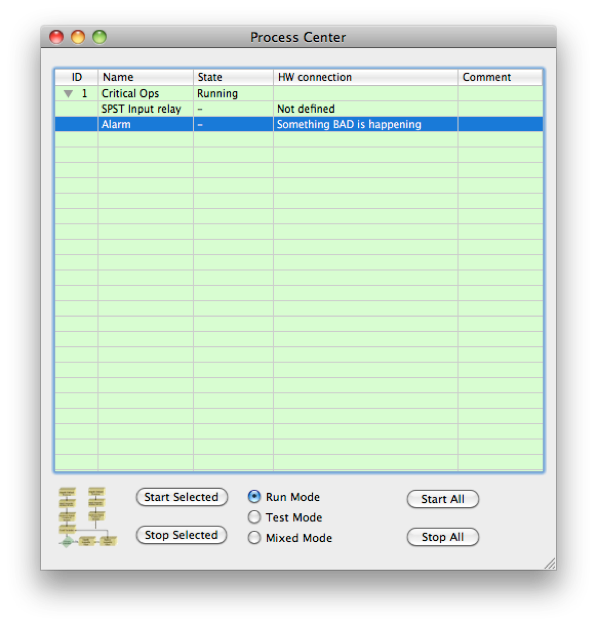 Process Center
ID Name State HW connection Comment
1 Critical Ops Running
SPST Input relay – Not defined
Alarm – Something BAD is happening
Start Selected Run Mode Start All
Test Mode
Stop Selected Mixed Mode Stop All